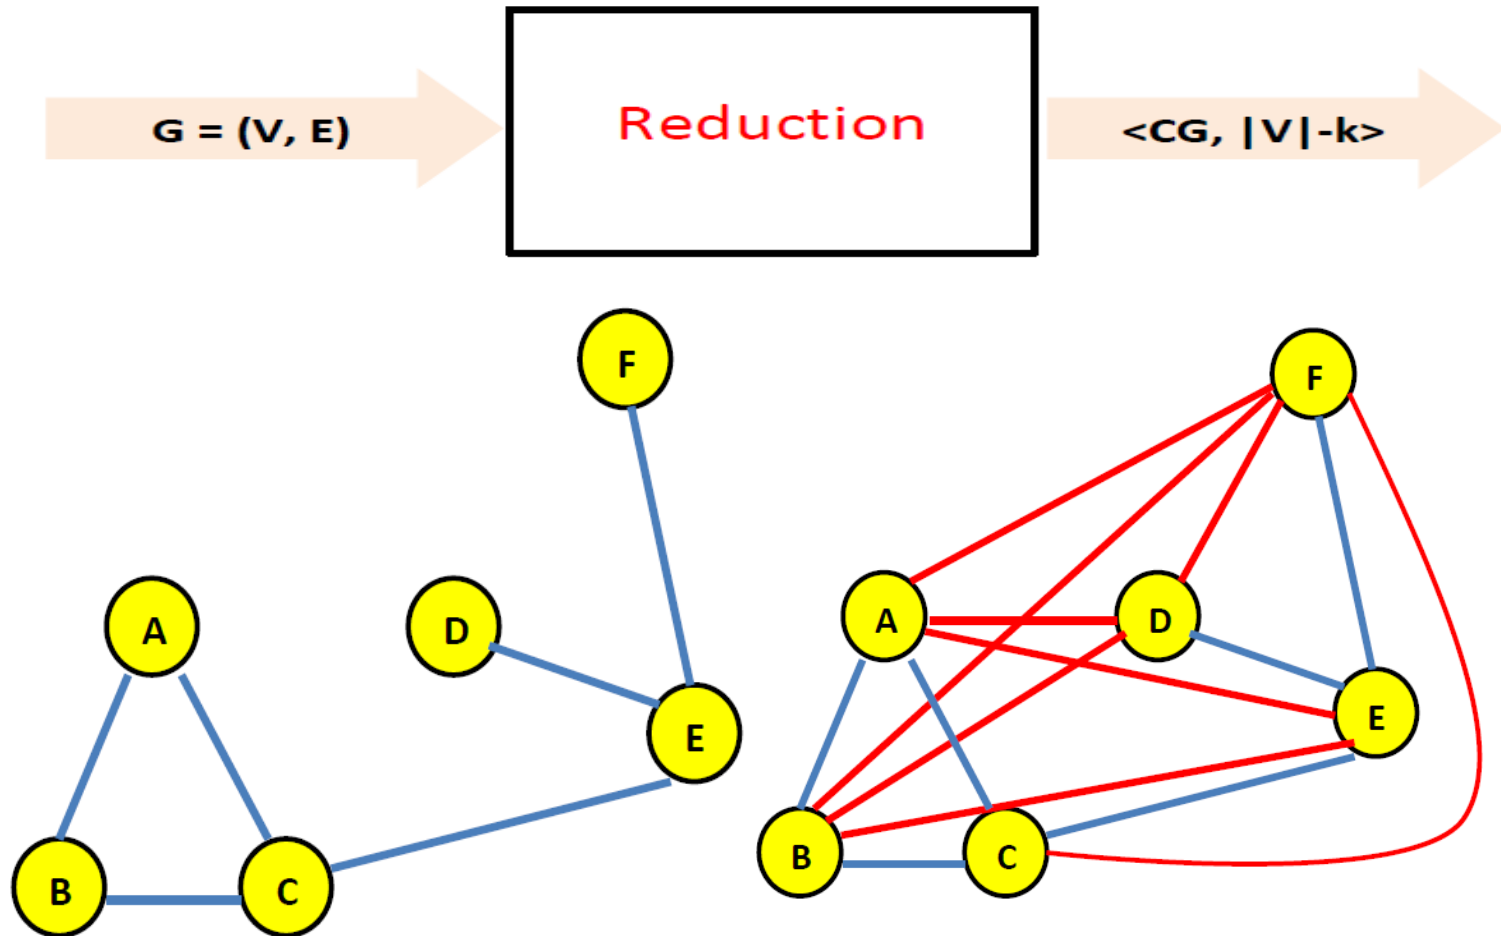 G = (V, E)
Reduction
<CG, |V|-k>
F
D
A
E
B
C
F
A
D
E
B
C